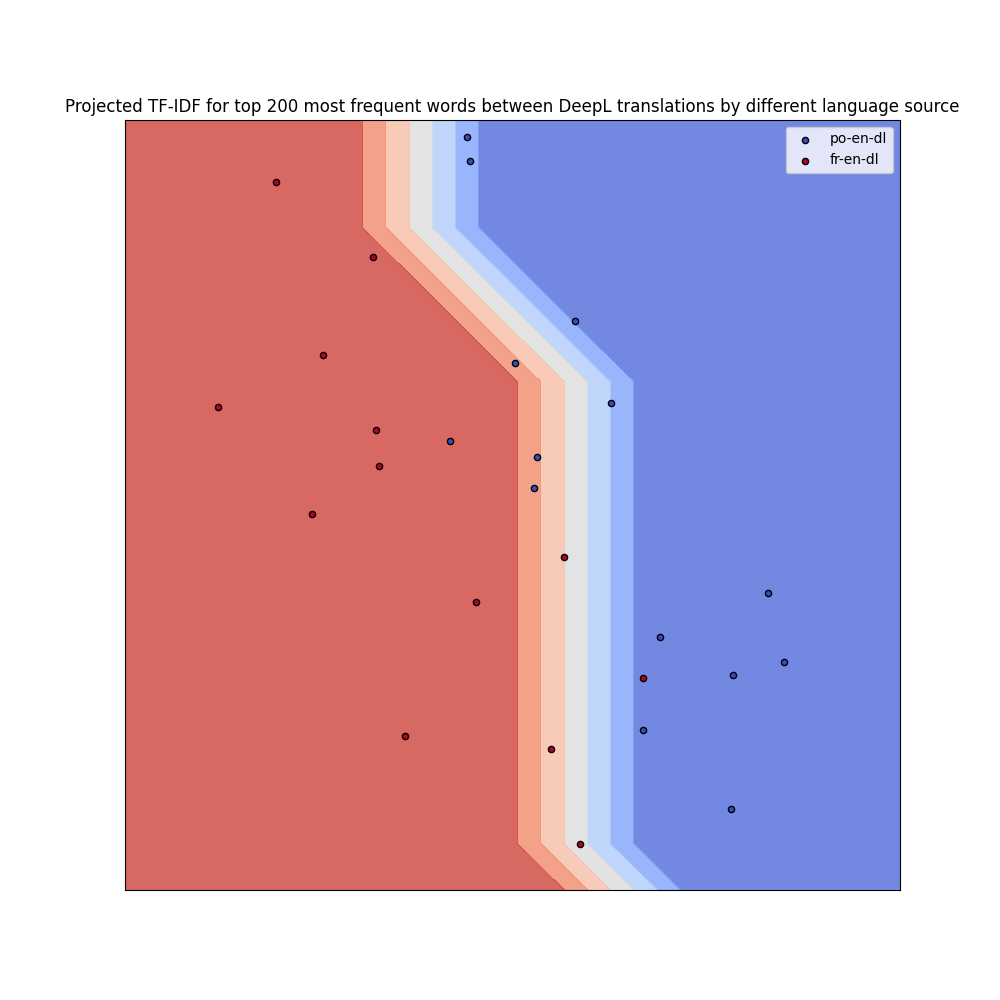 Projected TF-IDF for top 200 most frequent words between DeepL translations by different language source
po-en-dl
fr-en-dl